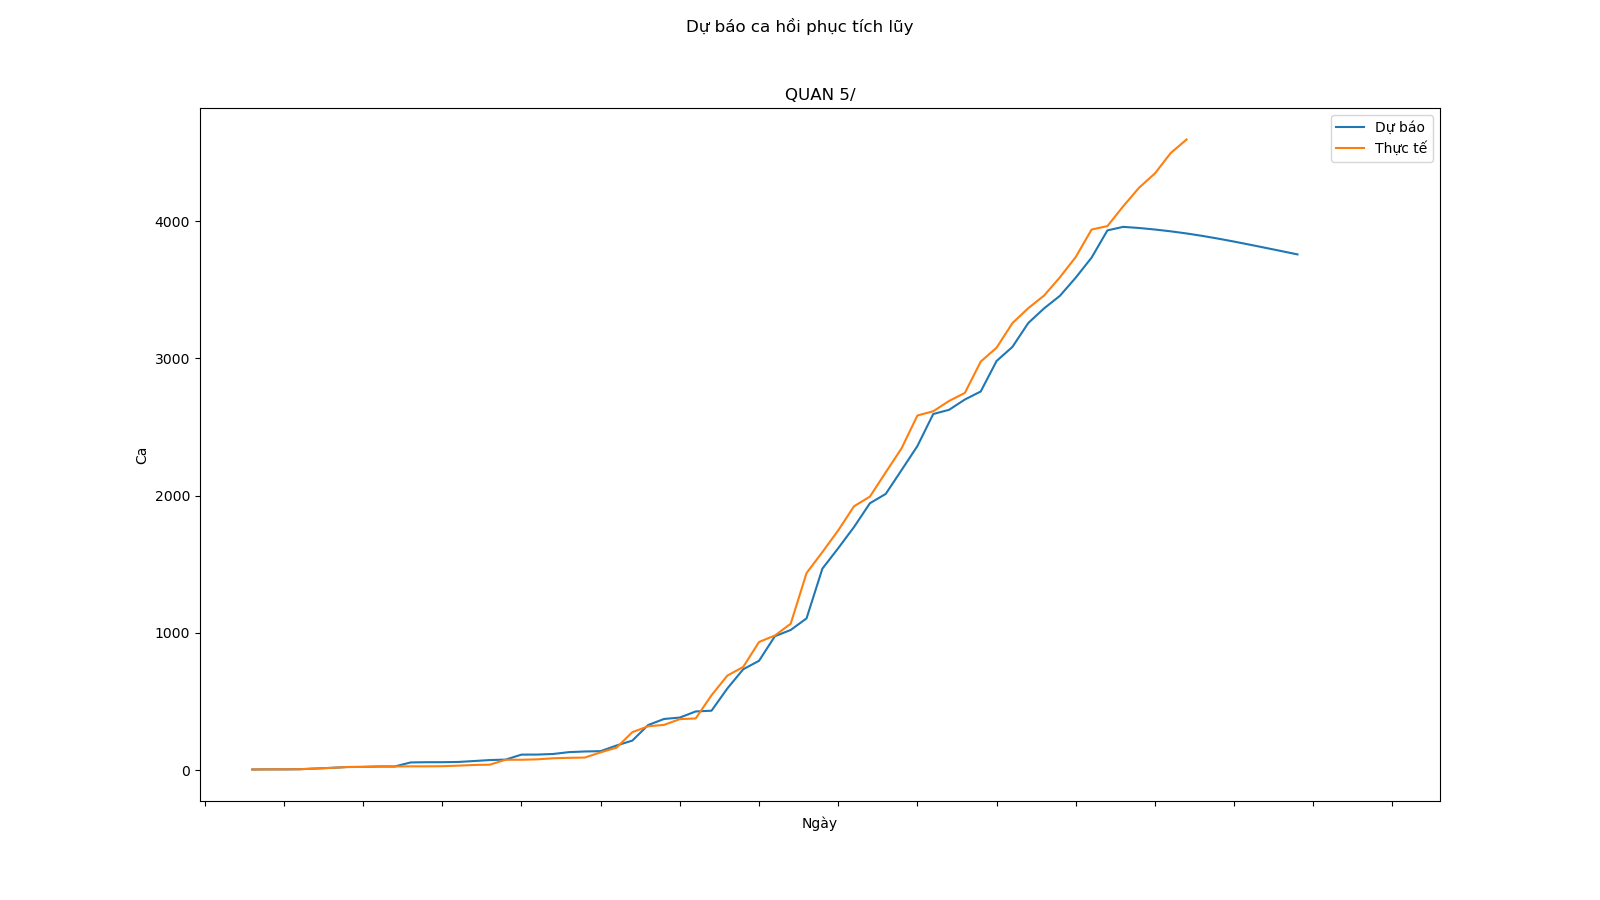 Dự báo ca hồi phục tích lũy
QUAN 5/
Dự báo
Thực tế
4000
3000
2000
1000
0
Ca
Ngày